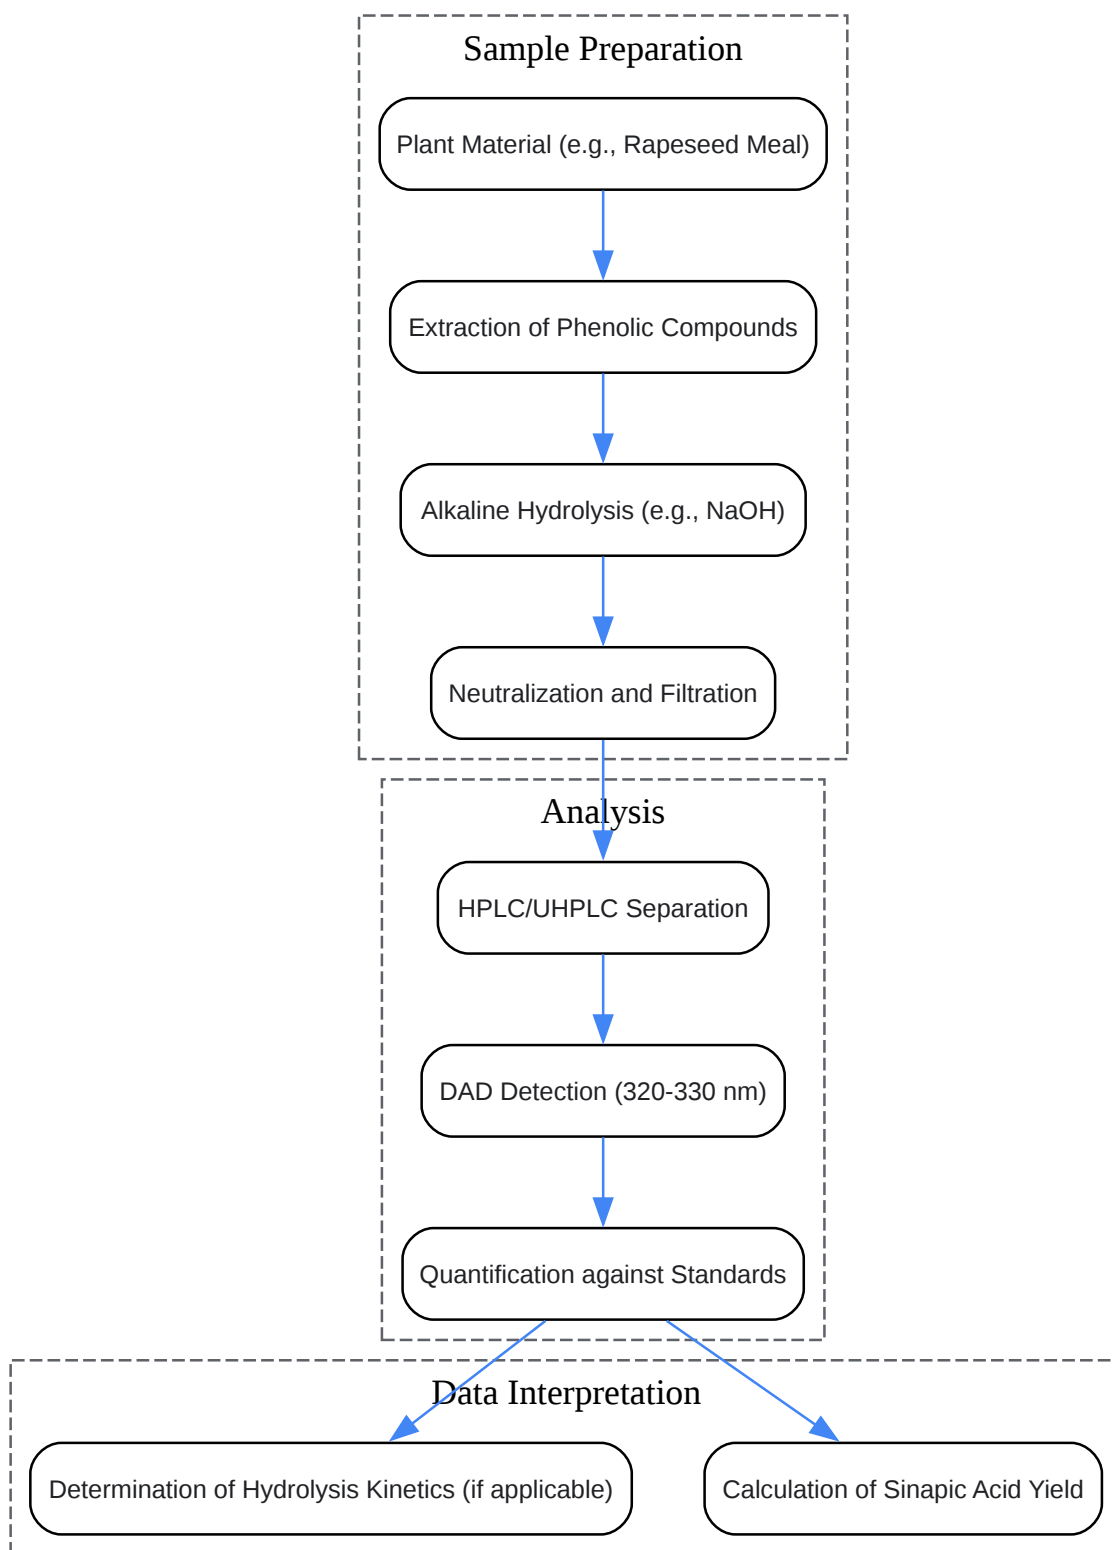 Sample Preparation
Plant Material (e.g., Rapeseed Meal)
Extraction of Phenolic Compounds
Alkaline Hydrolysis (e.g., NaOH)
Neutralization and Filtration
Analysis
HPLC/UHPLC Separation
DAD Detection (320-330 nm)
Quantification against Standards
Data Interpretation
Determination of Hydrolysis Kinetics (if applicable)
Calculation of Sinapic Acid Yield